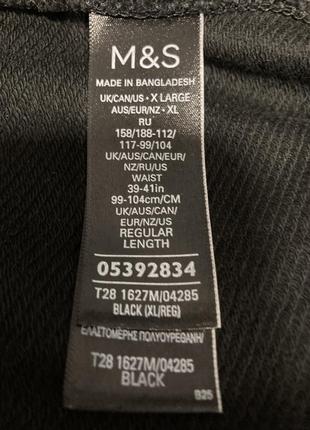 M&S
MADE IN BANGLADESH
UK/CAN/US • X LARGE
AUS/EUR/NZ • XL
RU
158/188-112/
117-99/104
UK/AUS/CAN/EUR/
NZ/RU/US
WAIST
39-41in
99-104cm/CM
UK/AUS/CAN/
EUR/NZ/US
REGULAR
LENGTH
05392834
T28 1627M/04285
BLACK (XL/REG)
ΕΛΑΣΤΟΜΕΡΗΣ ΠΟΛΥΟΥΡΕΘΑΝΗ/
T28 1627M/04285
BLACK
B25